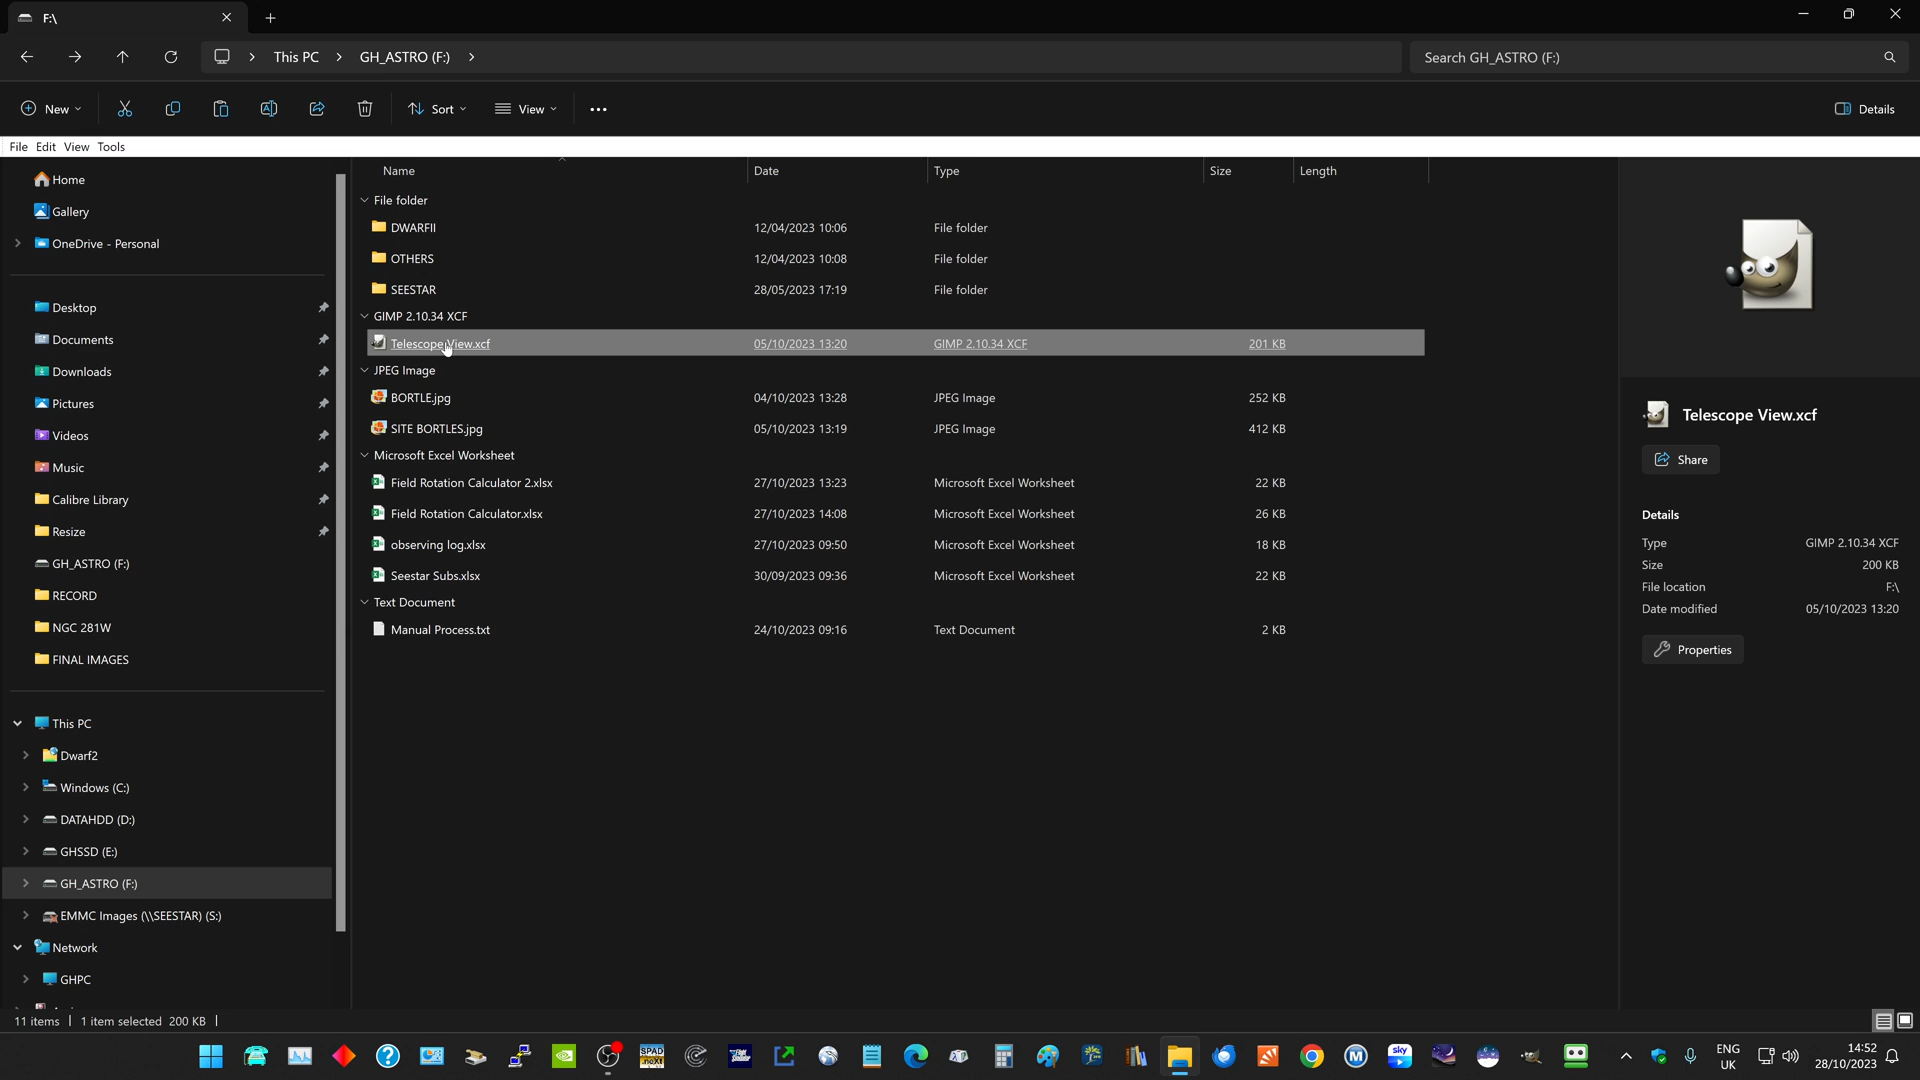 F:\
This PC
GH_ASTRO (F:)
Search GH_ASTRO (F:)
New
Sort
View
Details
File Edit View Tools
Home
Gallery
OneDrive - Personal
Desktop
Documents
Downloads
Pictures
Videos
Music
Calibre Library
Resize
GH_ASTRO (F:)
RECORD
NGC 281W
FINAL IMAGES
This PC
Dwarf2
Windows (C:)
DATAHDD (D:)
GHSSD (E:)
GH_ASTRO (F:)
EMMC Images (\\SEESTAR) (S:)
Network
GHPC
Name Date Type Size Length
File folder
DWARFII 12/04/2023 10:06 File folder
OTHERS 12/04/2023 10:08 File folder
SEESTAR 28/05/2023 17:19 File folder
GIMP 2.10.34 XCF
Telescope View.xcf 05/10/2023 13:20 GIMP 2.10.34 XCF 201 KB
JPEG Image
BORTLE.jpg 04/10/2023 13:28 JPEG Image 252 KB
SITE BORTLES.jpg 05/10/2023 13:19 JPEG Image 412 KB
Microsoft Excel Worksheet
Field Rotation Calculator 2.xlsx 27/10/2023 13:23 Microsoft Excel Worksheet 22 KB
Field Rotation Calculator.xlsx 27/10/2023 14:08 Microsoft Excel Worksheet 26 KB
observing log.xlsx 27/10/2023 09:50 Microsoft Excel Worksheet 18 KB
Seestar Subs.xlsx 30/09/2023 09:36 Microsoft Excel Worksheet 22 KB
Text Document
Manual Process.txt 24/10/2023 09:16 Text Document 2 KB
Telescope View.xcf
Share
Details
Type GIMP 2.10.34 XCF
Size 200 KB
File location F:\
Date modified 05/10/2023 13:20
Properties
11 items 1 item selected 200 KB
SPAD
.neXt
sky
ENG
UK
14:52
28/10/2023